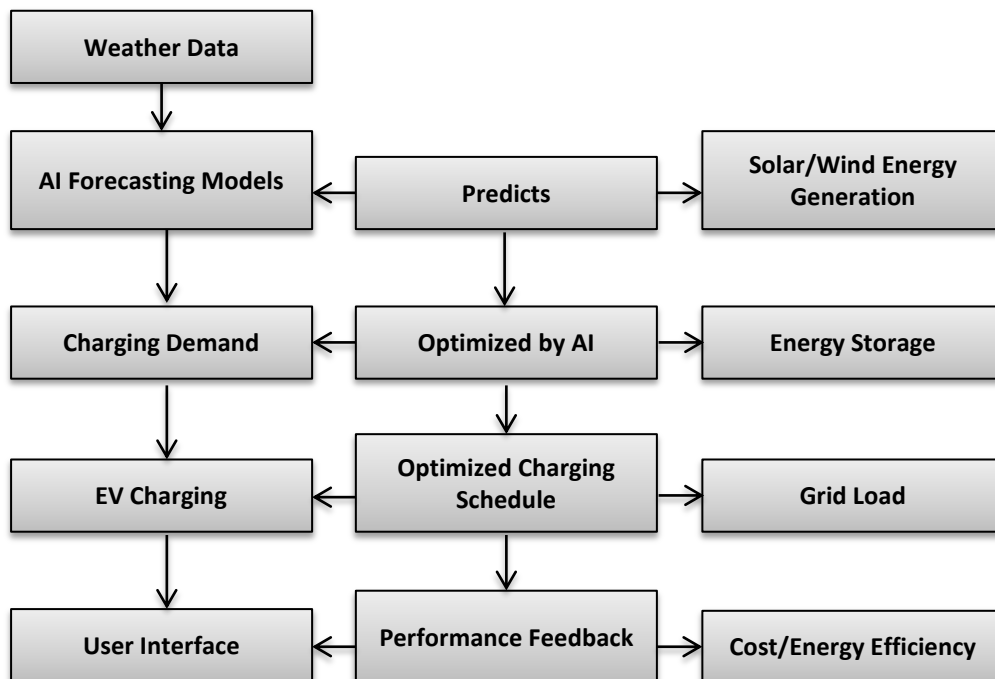 Weather Data
AI Forecasting Models
Predicts
Solar/Wind Energy
Generation
Charging Demand
Optimized by AI
Energy Storage
EV Charging
Optimized Charging
Schedule
Grid Load
User Interface
Performance Feedback
Cost/Energy Efficiency